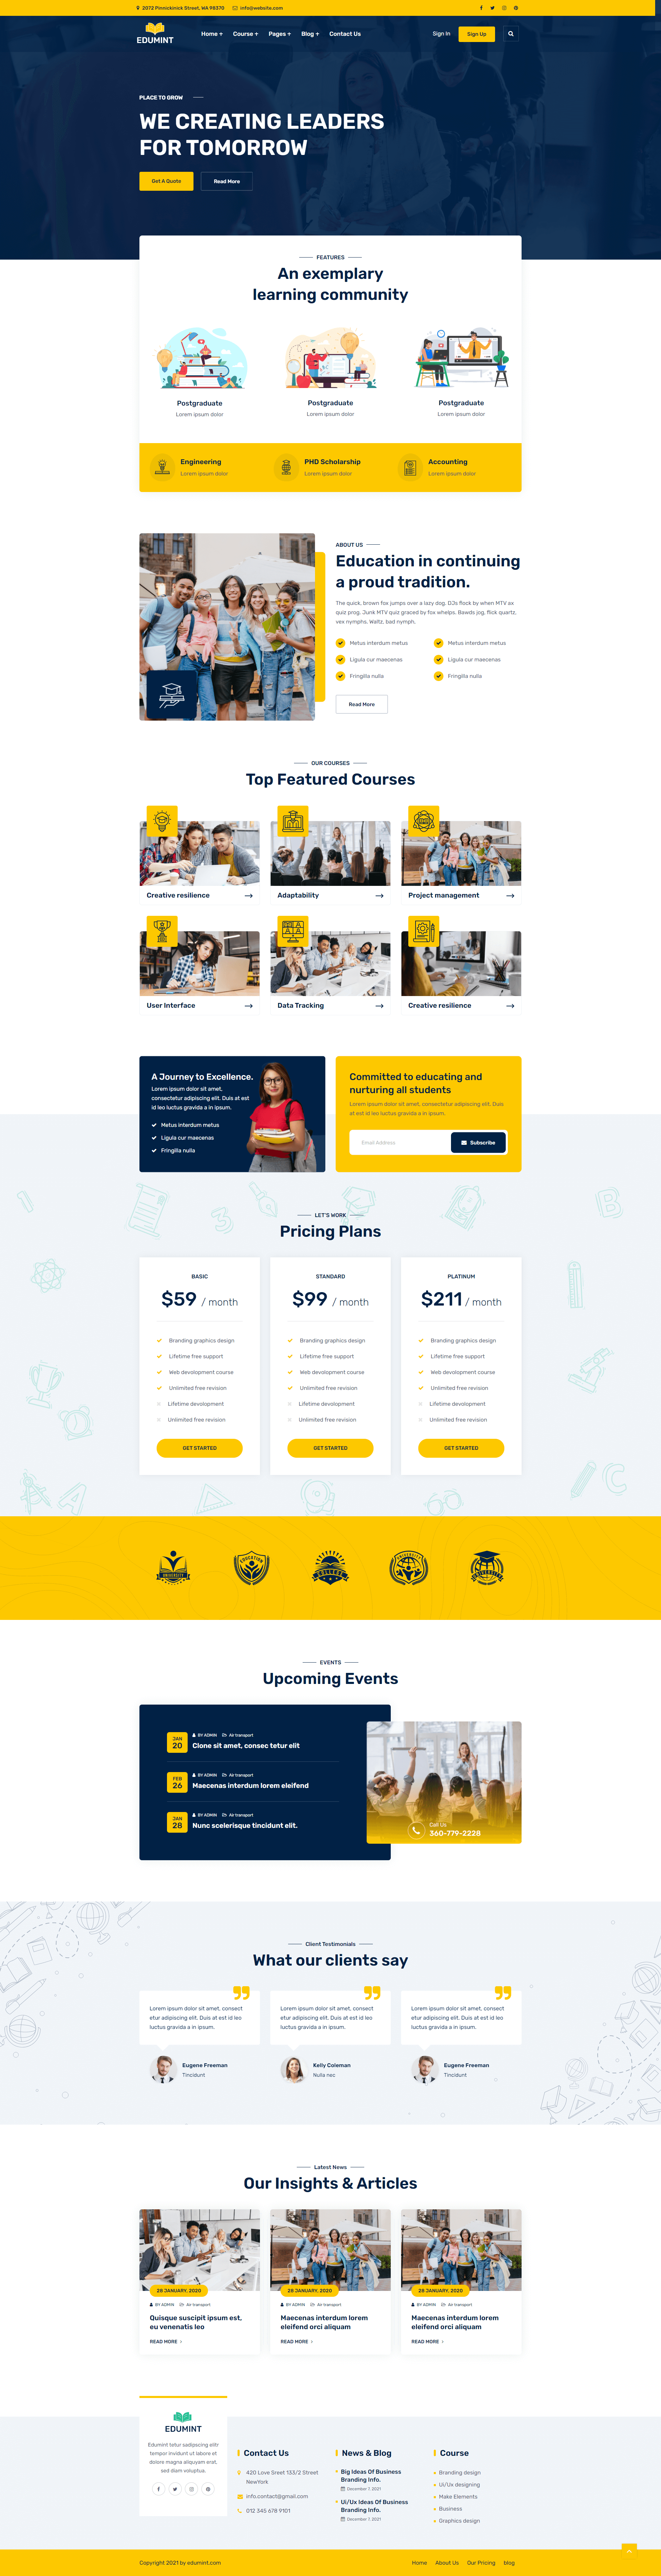 2072 Pinnickinick Street, WA 98370 info@website.com
EDUMINT
Home + Course + Pages + Blog + Contact Us Sign In Sign Up
PLACE TO GROW
WE CREATING LEADERS
FOR TOMORROW
Get A Quote Read More
FEATURES
An exemplary
learning community
Postgraduate Postgraduate Postgraduate
Lorem ipsum dolor Lorem ipsum dolor Lorem ipsum dolor
Engineering PHD Scholarship Accounting
Lorem ipsum dolor Lorem ipsum dolor Lorem ipsum dolor
ABOUT US
Education in continuing
a proud tradition.
The quick, brown fox jumps over a lazy dog. DJs flock by when MTV ax
quiz prog. Junk MTV quiz graced by fox whelps. Bawds jog, flick quartz,
vex nymphs. Waltz, bad nymph,
Metus interdum metus Metus interdum metus
Ligula cur maecenas Ligula cur maecenas
Fringilla nulla Fringilla nulla
Read More
OUR COURSES
Top Featured Courses
Creative resilience Adaptability Project management
User Interface Data Tracking Creative resilience
A Journey to Excellence.
Lorem ipsum dolor sit amet,
consectetur adipiscing elit. Duis at est
id leo luctus gravida a in ipsum.
Metus interdum metus
Ligula cur maecenas
Fringilla nulla
Committed to educating and
nurturing all students
Lorem ipsum dolor sit amet, consectetur adipiscing elit. Duis
at est id leo luctus gravida a in ipsum.
Email Address Subscribe
LET'S WORK
Pricing Plans
BASIC STANDARD PLATINUM
$59 / month $99 / month $211 / month
Branding graphics design Branding graphics design Branding graphics design
Lifetime free support Lifetime free support Lifetime free support
Web devolopment course Web devolopment course Web devolopment course
Unlimited free revision Unlimited free revision Unlimited free revision
Lifetime devolopment Lifetime devolopment Lifetime devolopment
Unlimited free revision Unlimited free revision Unlimited free revision
GET STARTED GET STARTED GET STARTED
UNIVERSITY EDUCATION COLLEGE UNIVERSITY UNIVERSITY
EVENTS
Upcoming Events
JAN
20
BY ADMIN Air transport
Clone sit amet, consec tetur elit
FEB
26
BY ADMIN Air transport
Maecenas interdum lorem eleifend
JAN
28
BY ADMIN Air transport
Nunc scelerisque tincidunt elit.
Call Us
360-779-2228
Client Testimonials
What our clients say
Lorem ipsum dolor sit amet, consect Lorem ipsum dolor sit amet, consect Lorem ipsum dolor sit amet, consect
etur adipiscing elit. Duis at est id leo etur adipiscing elit. Duis at est id leo etur adipiscing elit. Duis at est id leo
luctus gravida a in ipsum. luctus gravida a in ipsum. luctus gravida a in ipsum.
Eugene Freeman Kelly Coleman Eugene Freeman
Tincidunt Nulla nec Tincidunt
Latest News
Our Insights & Articles
28 JANUARY, 2020 28 JANUARY, 2020 28 JANUARY, 2020
BY ADMIN Air transport BY ADMIN Air transport BY ADMIN Air transport
Quisque suscipit ipsum est, Maecenas interdum lorem Maecenas interdum lorem
eu venenatis leo eleifend orci aliquam eleifend orci aliquam
READ MORE READ MORE READ MORE
EDUMINT
Edumint tetur sadipscing elitr
tempor invidunt ut labore et
dolore magna aliquyam erat,
sed diam voluptua.
Contact Us
420 Love Sreet 133/2 Street
NewYork
info.contact@gmail.com
012 345 678 9101
News & Blog
Big Ideas Of Business
Branding Info.
December 7, 2021
Ui/Ux Ideas Of Business
Branding Info.
December 7, 2021
Course
Branding design
Ui/Ux designing
Make Elements
Business
Graphics design
Copyright 2021 by edumint.com
Home About Us Our Pricing blog